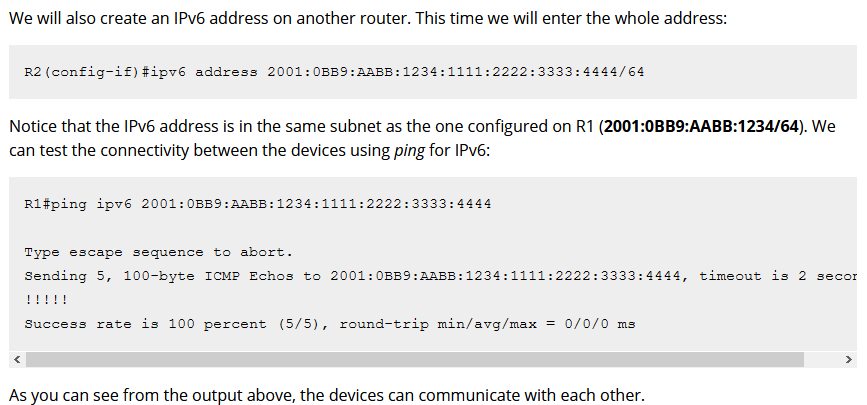 We will also create an IPv6 address on another router. This time we will enter the whole address:
R2(config-if)#ipv6 address 2001:0BB9:AABB:1234:1111:2222:3333:4444/64
Notice that the IPv6 address is in the same subnet as the one configured on R1 (2001:0BB9:AABB:1234/64). We
can test the connectivity between the devices using ping for IPv6:
R1#ping ipv6 2001:0BB9:AABB:1234:1111:2222:3333:4444
Type escape sequence to abort.
Sending 5, 100-byte ICMP Echos to 2001:0BB9:AABB:1234:1111:2222:3333:4444, timeout is 2 secon
!!!!!
Success rate is 100 percent (5/5), round-trip min/avg/max = 0/0/0 ms
As you can see from the output above, the devices can communicate with each other.